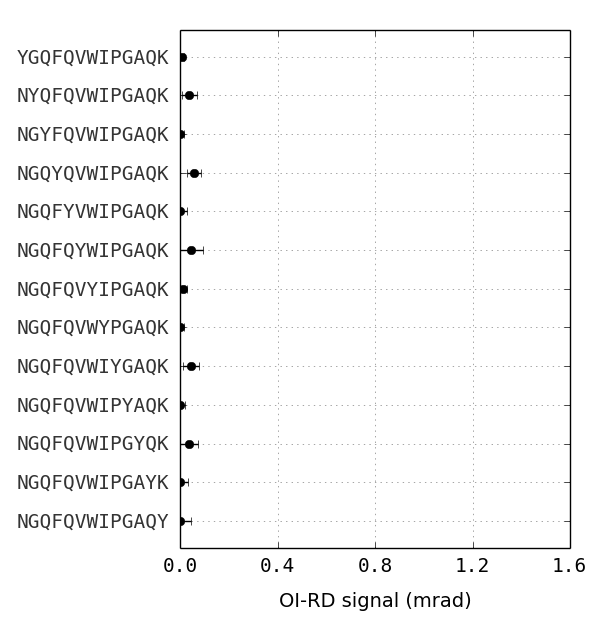 YGQFQVWIPGAQK
NYQFQVWIPGAQK
NGYFQVWIPGAQK
NGQYQVWIPGAQK
NGQFYVWIPGAQK
NGQFQYWIPGAQK
NGQFQVYIPGAQK
NGQFQVWYPGAQK
NGQFQVWIYGAQK
NGQFQVWIPYAQK
NGQFQVWIPGYQK
NGQFQVWIPGAYK
NGQFQVWIPGAQY
0.0 0.4 0.8 1.2 1.6
OI-RD signal (mrad)